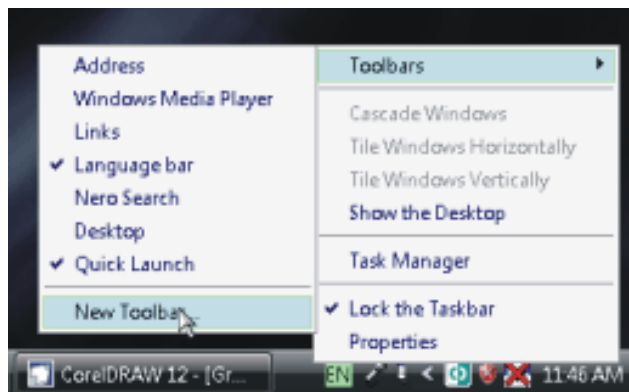 Address
Windows Media Player
Links
Language bar
Nero Search
Desktop
Quick Launch
New Toolba...
Toolbars
Cascade Windows
Tile Windows Horizontally
Tile Windows Vertically
Show the Desktop
Task Manager
Lock the Taskbar
Properties
CorelDRAW 12 - [Gr...
EN
11:46 AM